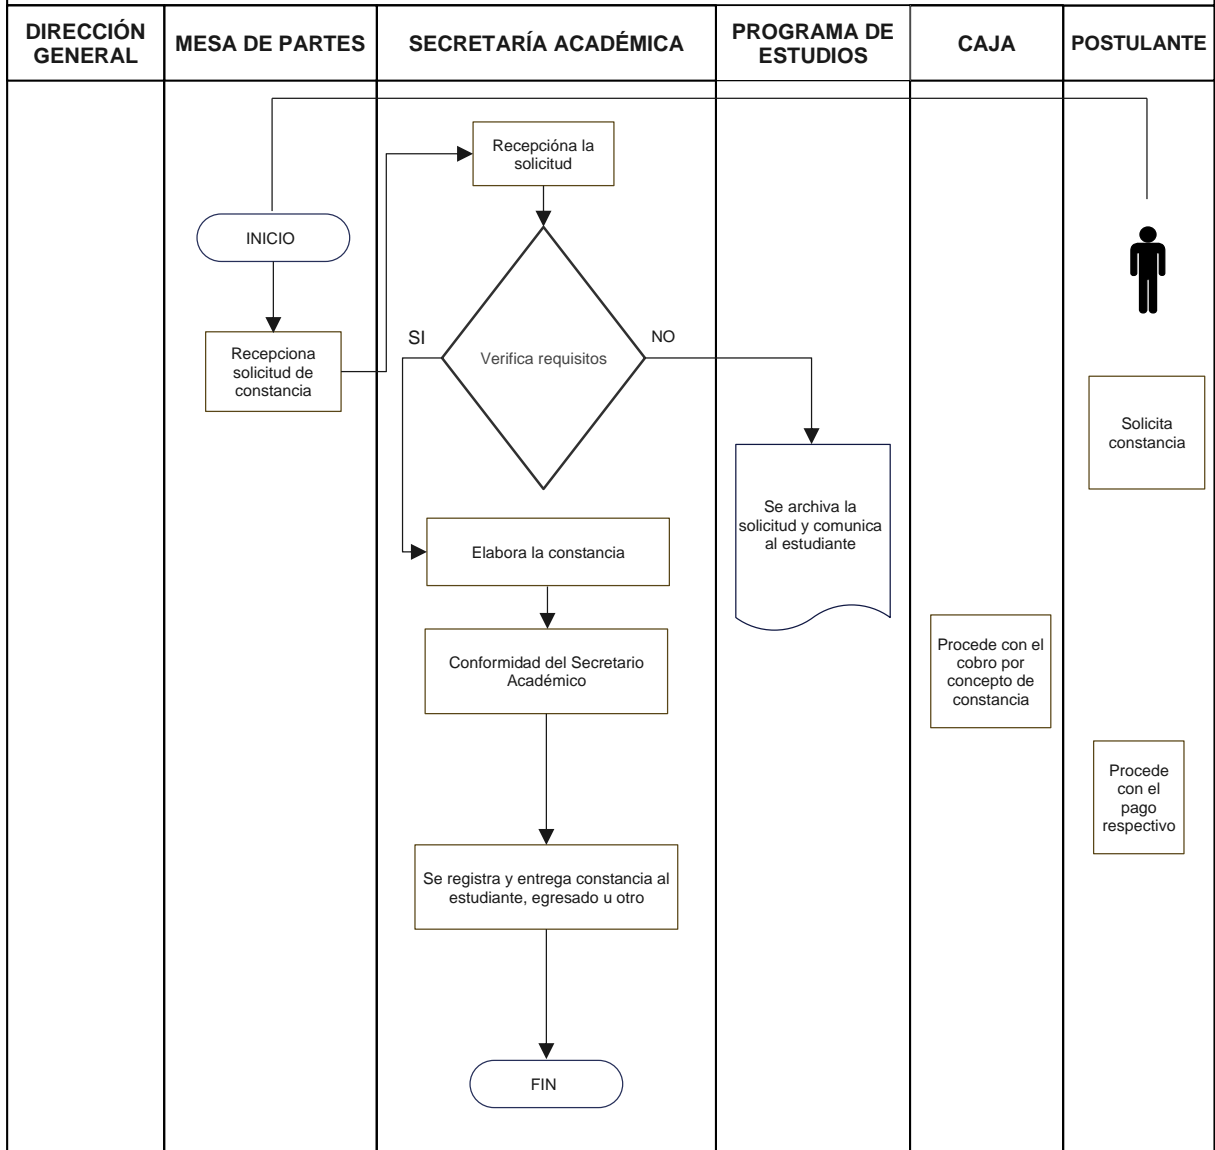 DIRECCIÓN
GENERAL
MESA DE PARTES
SECRETARÍA ACADÉMICA
PROGRAMA DE
ESTUDIOS
CAJA
POSTULANTE
Recepcióna la
solicitud
INICIO
SI
NO
Verifica requisitos
Recepciona
solicitud de
constancia
Solicita
constancia
Se archiva la
solicitud y comunica
al estudiante
Elabora la constancia
Conformidad del Secretario
Académico
Procede con el
cobro por
concepto de
constancia
Procede
con el
pago
respectivo
Se registra y entrega constancia al
estudiante, egresado u otro
FIN